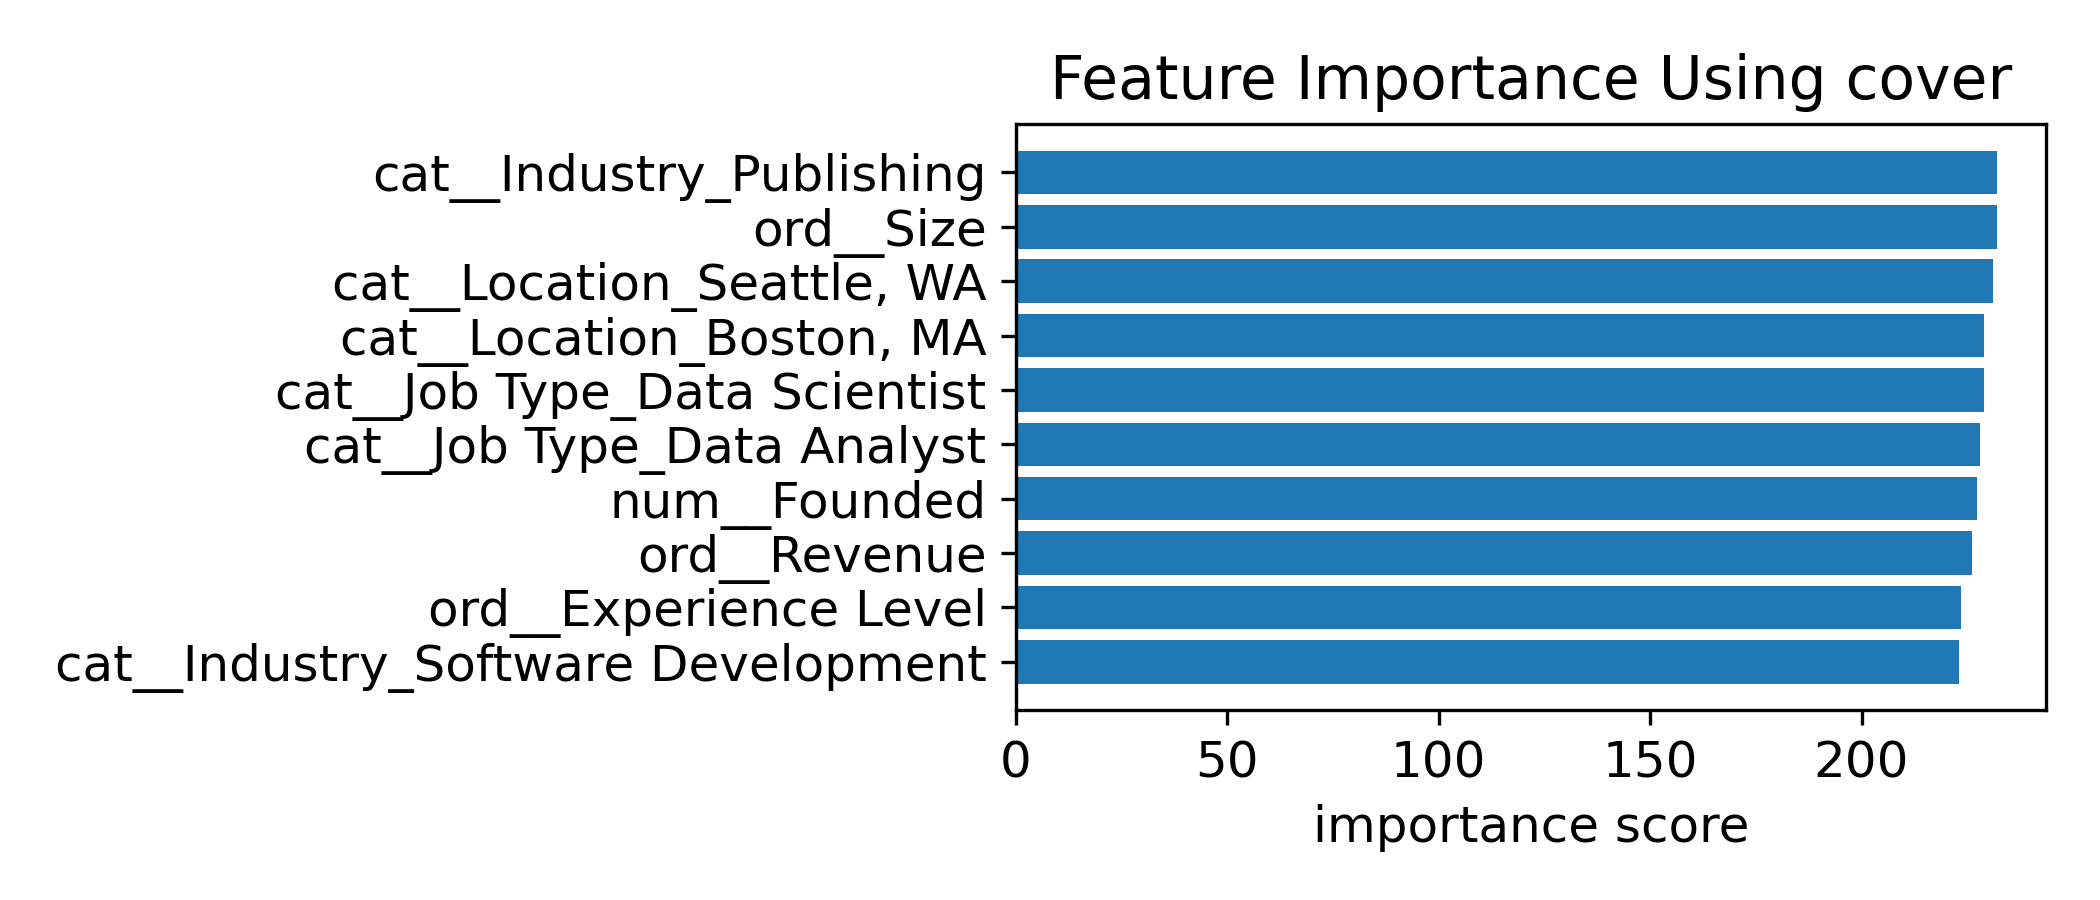 Feature Importance Using cover
cat__Industry_Publishing
ord__Size
cat__Location_Seattle, WA
cat__Location_Boston, MA
cat__Job Type_Data Scientist
cat__Job Type_Data Analyst
num__Founded
ord__Revenue
ord__Experience Level
cat__Industry_Software Development
0 50 100 150 200
importance score